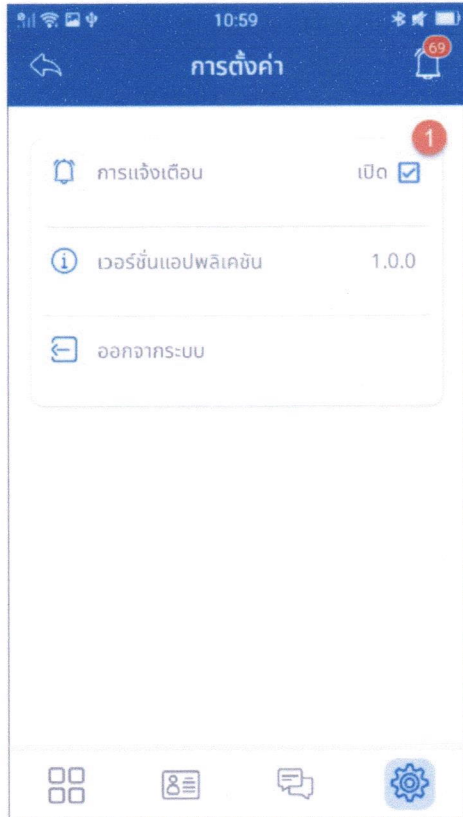 10:59
การตั้งค่า
69
1
การแจ้งเตือน เปิด
เวอร์ชั่นแอปพลิเคชัน 1.0.0
ออกจากระบบ